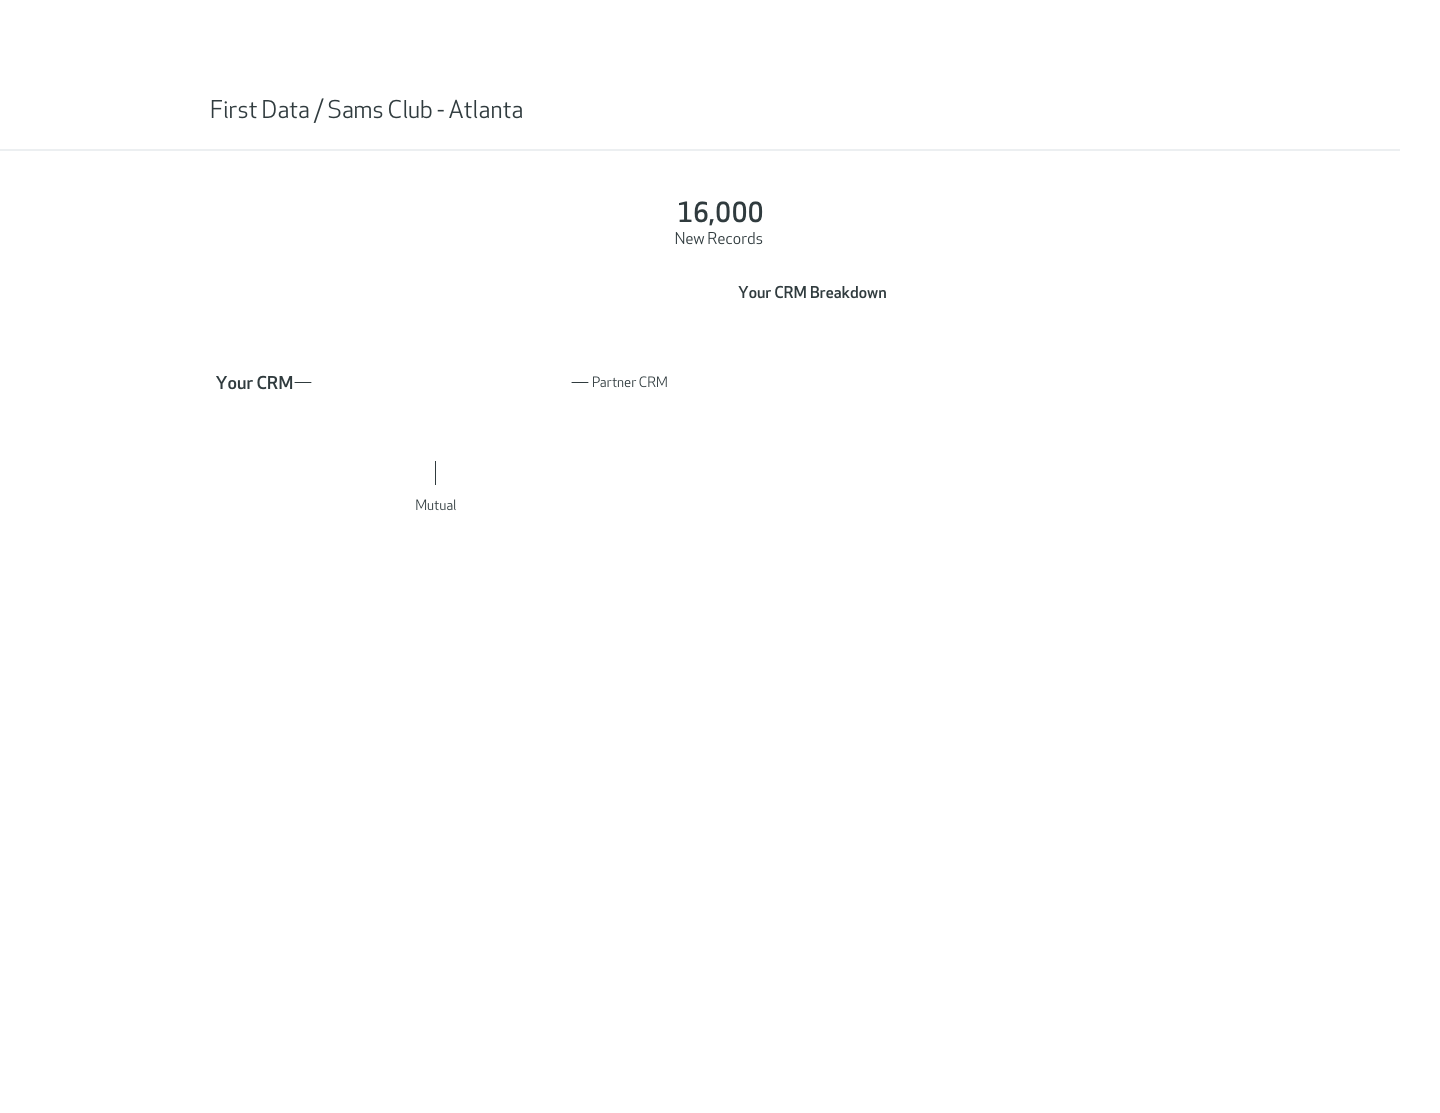 First Data / Sams Club - Atlanta
16,000
New Records
Your CRM Breakdown
Your CRM
Partner CRM
Mutual